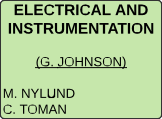 ELECTRICAL AND
INSTRUMENTATION
(G. JOHNSON)
M. NYLUND
C. TOMAN